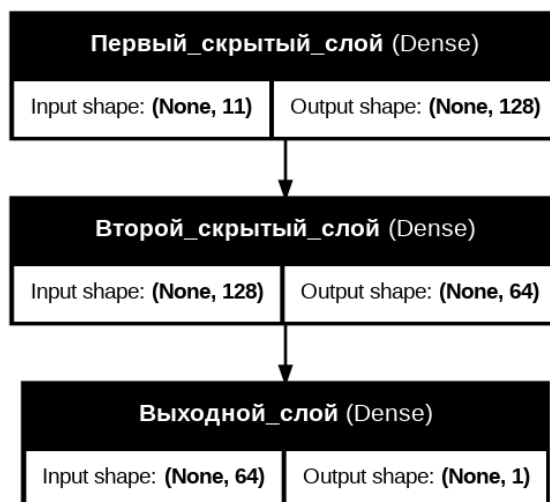 Первый_скрытый_слой (Dense)
Input shape: (None, 11) Output shape: (None, 128)
Второй_скрытый_слой (Dense)
Input shape: (None, 128) Output shape: (None, 64)
Выходной_слой (Dense)
Input shape: (None, 64) Output shape: (None, 1)